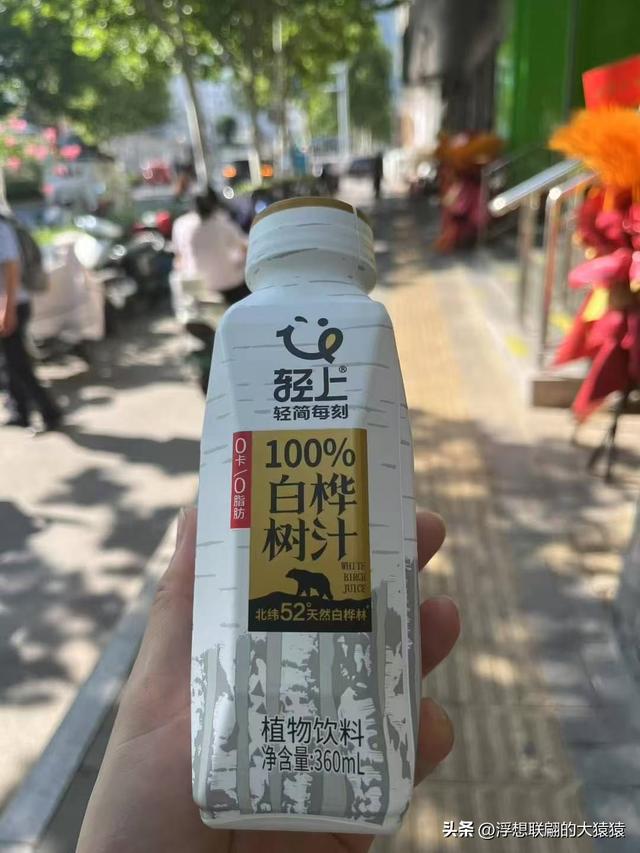 轻上®
轻简每刻
0卡/0脂肪
100%
白桦
树汁
WHITE
BIRCH
JUICE
北纬52°天然白桦林
植物饮料
净含量:360mL
头条 @浮想联翩的大猿猿